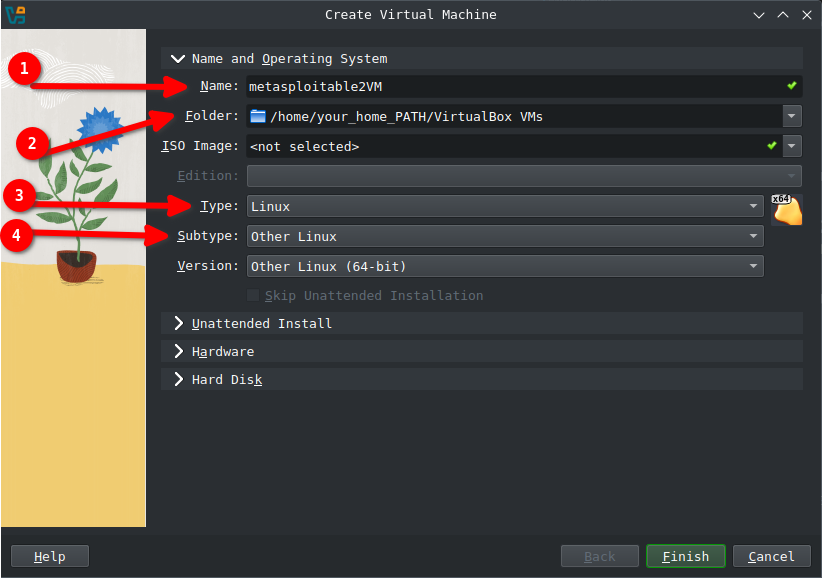 Create Virtual Machine
Name and Operating System
1
Name: metasploitable2VM
2
Folder: /home/your_home_PATH/VirtualBox VMs
ISO Image: <not selected>
Edition:
3
Type: Linux
x64
4
Subtype: Other Linux
Version: Other Linux (64-bit)
Skip Unattended Installation
Unattended Install
Hardware
Hard Disk
Help Back Finish Cancel